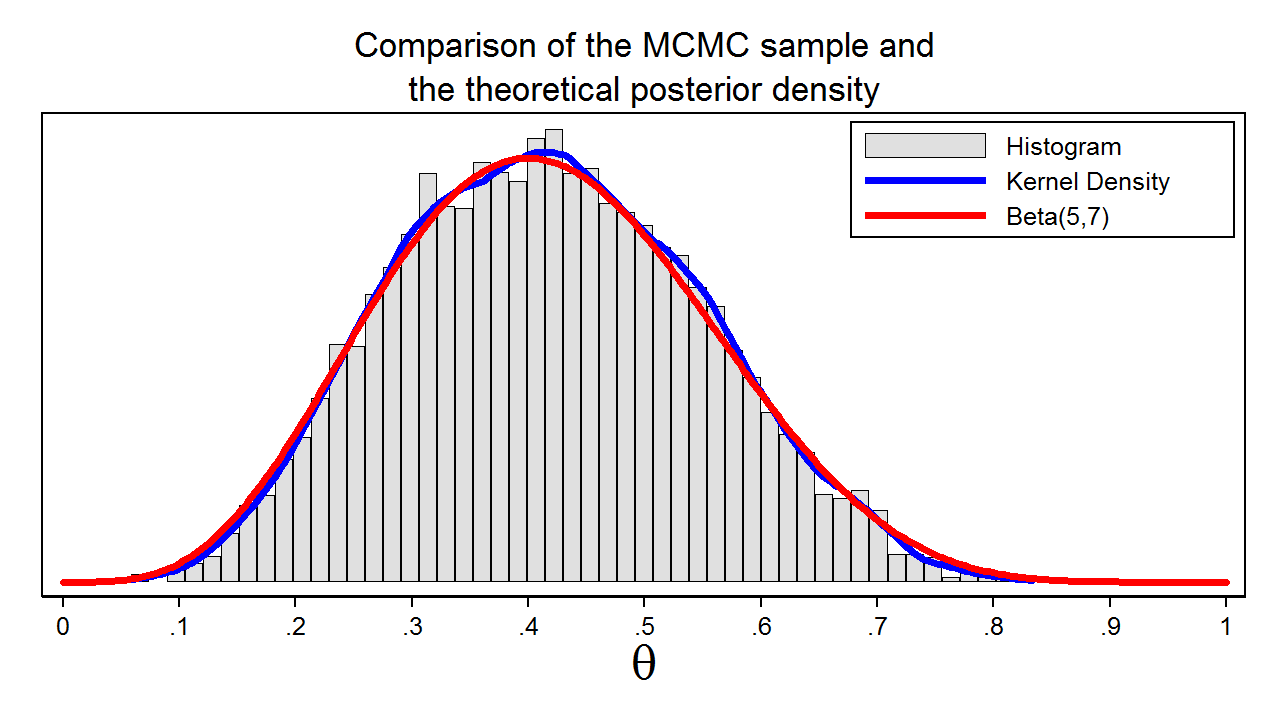 Comparison of the MCMC sample and
the theoretical posterior density
Histogram
Kernel Density
Beta(5,7)
0 .1 .2 .3 .4 .5 .6 .7 .8 .9 1
θ